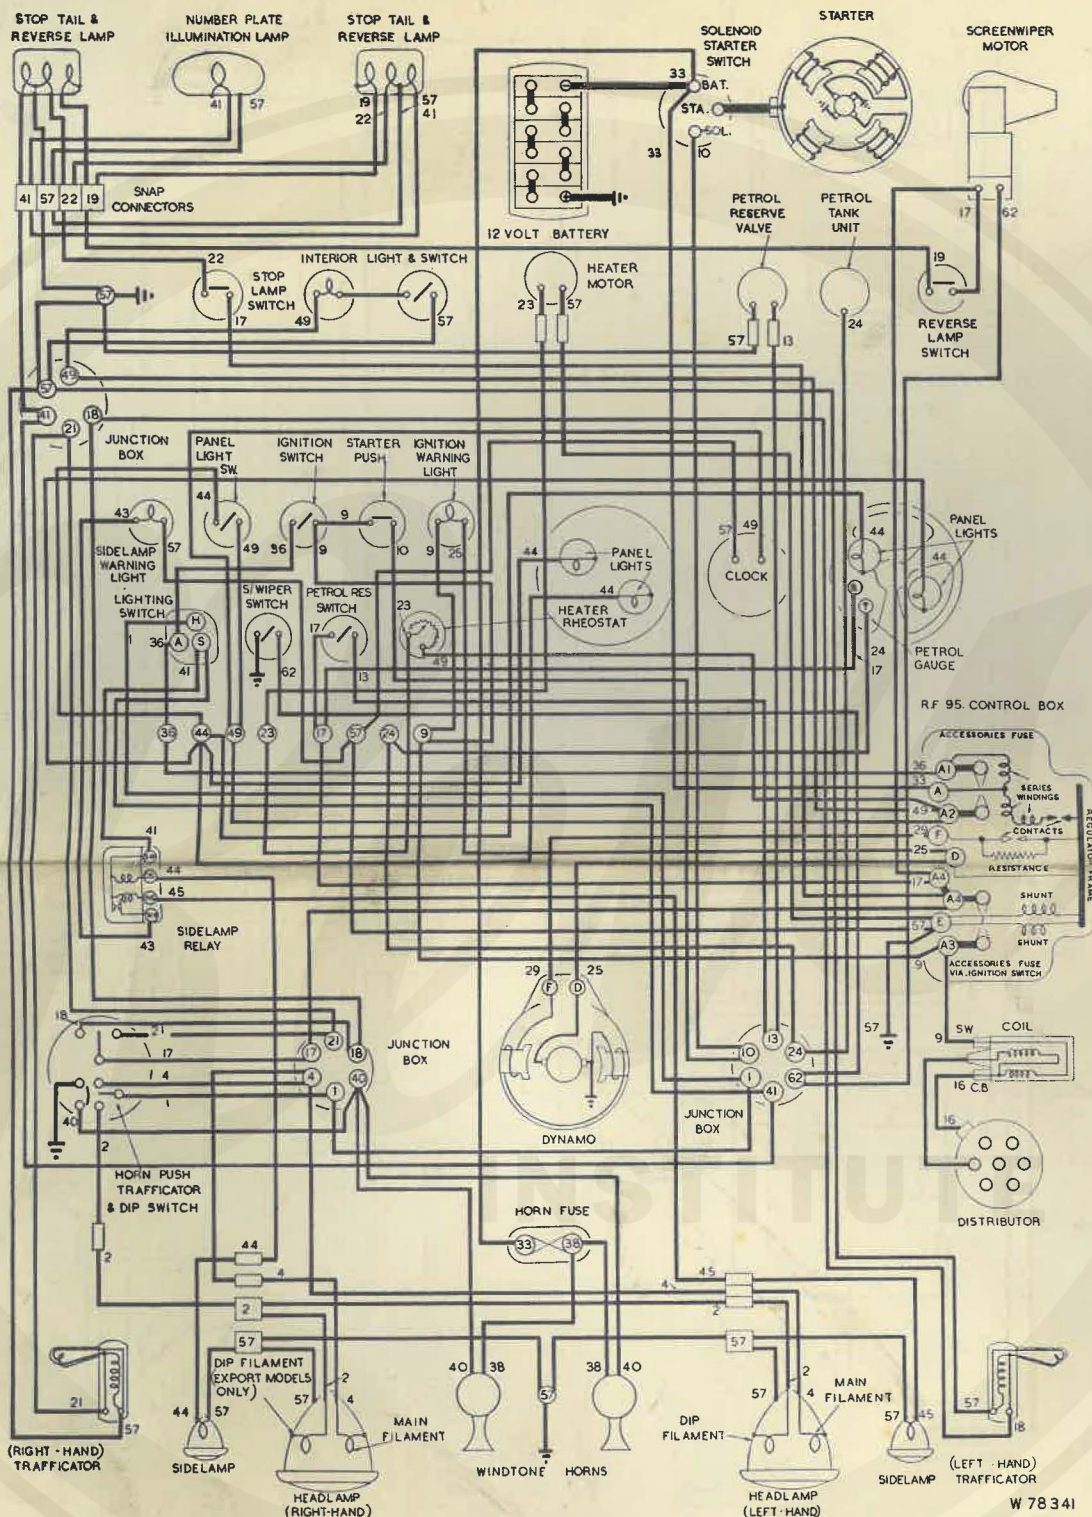 STOP TAIL &
REVERSE LAMP
NUMBER PLATE
ILLUMINATION LAMP
STOP TAIL &
REVERSE LAMP
SOLENOID
STARTER
SWITCH
STARTER
SCREENWIPER
MOTOR
41
57
19
22
57
41
33
BAT.
STA.
SOL.
33
10
41
57
22
19
SNAP
CONNECTORS
12 VOLT BATTERY
PETROL
RESERVE
VALVE
PETROL
TANK
UNIT
17
62
22
STOP
LAMP
SWITCH
17
INTERIOR LIGHT & SWITCH
49
57
HEATER
MOTOR
23
57
57
13
24
19
REVERSE
LAMP
SWITCH
57
49
57
41
21
18
JUNCTION
BOX
PANEL
LIGHT
SW.
IGNITION
SWITCH
STARTER
PUSH
IGNITION
WARNING
LIGHT
43
57
44
49
36
9
9
10
9
25
SIDELAMP
WARNING
LIGHT
LIGHTING
SWITCH
S/WIPER
SWITCH
PETROL RES
SWITCH
23
49
44
44
PANEL
LIGHTS
HEATER
RHEOSTAT
57
49
CLOCK
44
44
PANEL
LIGHTS
24
17
PETROL
GAUGE
1
36
H
A
S
41
62
17
13
36
44
49
23
17
57
24
9
R.F 95. CONTROL BOX
ACCESSORIES FUSE
36
A1
33
A
49
A2
29
F
25
D
17
A4
A4
57
E
A3
9
SERIES
WINDINGS
CONTACTS
RESISTANCE
SHUNT
SHUNT
REGULATOR FRAME
ACCESSORIES FUSE
VIA IGNITION SWITCH
41
44
45
43
SIDELAMP
RELAY
29
25
F
D
DYNAMO
57
9
SW
COIL
16
C.B
16
DISTRIBUTOR
18
21
17
1 4
1
40
2
HORN PUSH
TRAFFICATOR
& DIP SWITCH
17
21
18
4
40
1
JUNCTION
BOX
10
13
24
1
41
62
JUNCTION
BOX
2
44
4
2
57
HORN FUSE
33
38
45
4
2
57
21
57
(RIGHT-HAND)
TRAFFICATOR
44
57
SIDELAMP
DIP FILAMENT
(EXPORT MODELS
ONLY)
57
2
4
MAIN
FILAMENT
HEADLAMP
(RIGHT-HAND)
40
38
57
38
40
WINDTONE HORNS
57
2
4
DIP
FILAMENT
MAIN
FILAMENT
HEADLAMP
(LEFT-HAND)
57
45
SIDELAMP
57
18
(LEFT-HAND)
TRAFFICATOR
W 78341
INSTITUTE